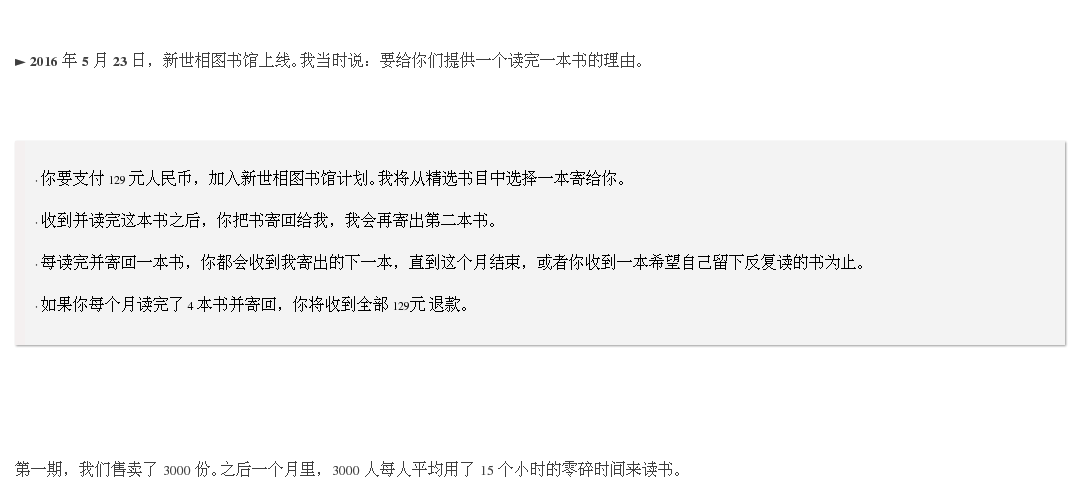 ► 2016 年 5 月 23 日，新世相图书馆上线。我当时说：要给你们提供一个读完一本书的理由。
· 你要支付 129 元人民币，加入新世相图书馆计划。我将从精选书目中选择一本寄给你。
· 收到并读完这本书之后，你把书寄回给我，我会再寄出第二本书。
· 每读完并寄回一本书，你都会收到我寄出的下一本，直到这个月结束，或者你收到一本希望自己留下反复读的书为止。
· 如果你每个月读完了 4 本书并寄回，你将收到全部 129元 退款。
第一期，我们售卖了 3000 份。之后一个月里，3000 人每人平均用了 15 个小时的零碎时间来读书。